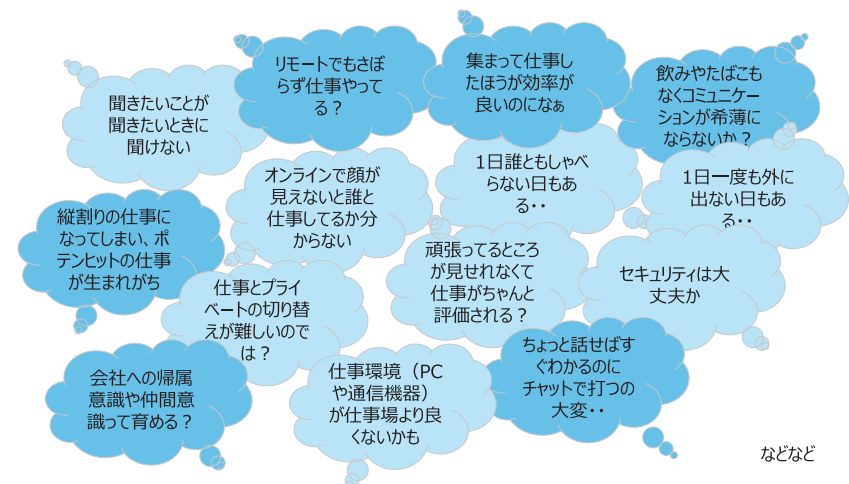 聞きたいことが
聞きたいときに
聞けない
リモートでもさぼ
らず仕事やって
る？
集まって仕事し
たほうが効率が
良いのになぁ
飲みやたばこも
なくコミュニケー
ションが希薄に
ならないか？
オンラインで顔が
見えないと誰と
仕事してるか分
からない
1日誰ともしゃべ
らない日もあ
る・・
1日一度も外に
出ない日もあ
る・・
縦割りの仕事に
なってしまい、ポ
テンヒットの仕事
が生まれがち
仕事とプライ
ベートの切り替
えが難しいので
は？
頑張ってるところ
が見せれなくて
仕事がちゃんと
評価される？
セキュリティは大
丈夫か
会社への帰属
意識や仲間意
識って育める？
仕事環境（PC
や通信機器）
が仕事場より良
くないかも
ちょっと話せばす
ぐわかるのに
チャットで打つの
大変・・
などなど